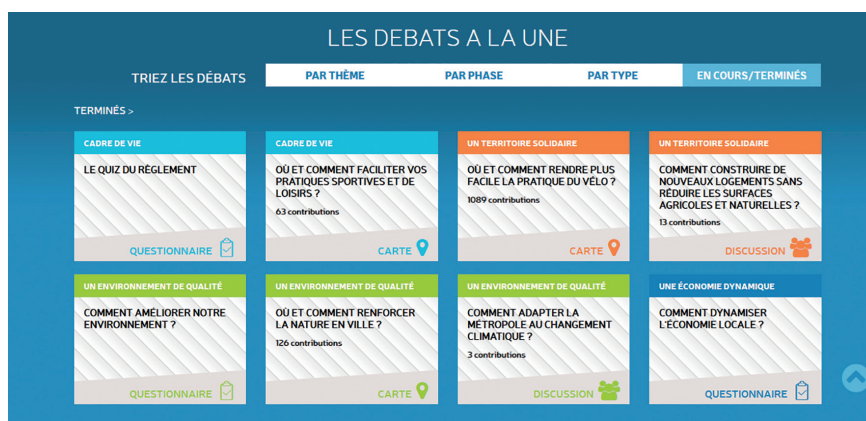 LES DEBATS A LA UNE
TRIEZ LES DÉBATS
PAR THÈME
PAR PHASE
PAR TYPE
EN COURS/TERMINÉS
TERMINÉS >
CADRE DE VIE
LE QUIZ DU RÈGLEMENT
QUESTIONNAIRE
CADRE DE VIE
OÙ ET COMMENT FACILITER VOS
PRATIQUES SPORTIVES ET DE
LOISIRS ?
63 contributions
CARTE
UN TERRITOIRE SOLIDAIRE
OÙ ET COMMENT RENDRE PLUS
FACILE LA PRATIQUE DU VÉLO ?
1089 contributions
CARTE
UN TERRITOIRE SOLIDAIRE
COMMENT CONSTRUIRE DE
NOUVEAUX LOGEMENTS SANS
RÉDUIRE LES SURFACES
AGRICOLES ET NATURELLES ?
13 contributions
DISCUSSION
UN ENVIRONNEMENT DE QUALITÉ
COMMENT AMÉLIORER NOTRE
ENVIRONNEMENT ?
QUESTIONNAIRE
UN ENVIRONNEMENT DE QUALITÉ
OÙ ET COMMENT RENFORCER
LA NATURE EN VILLE ?
126 contributions
CARTE
UN ENVIRONNEMENT DE QUALITÉ
COMMENT ADAPTER LA
MÉTROPOLE AU CHANGEMENT
CLIMATIQUE ?
3 contributions
DISCUSSION
UNE ÉCONOMIE DYNAMIQUE
COMMENT DYNAMISER
L'ÉCONOMIE LOCALE ?
QUESTIONNAIRE